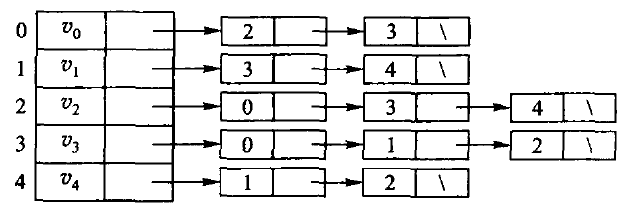 0 v₀ 2 3 \
1 v₁ 3 4 \
2 v₂ 0 3 4 \
3 v₃ 0 1 2 \
4 v₄ 1 2 \